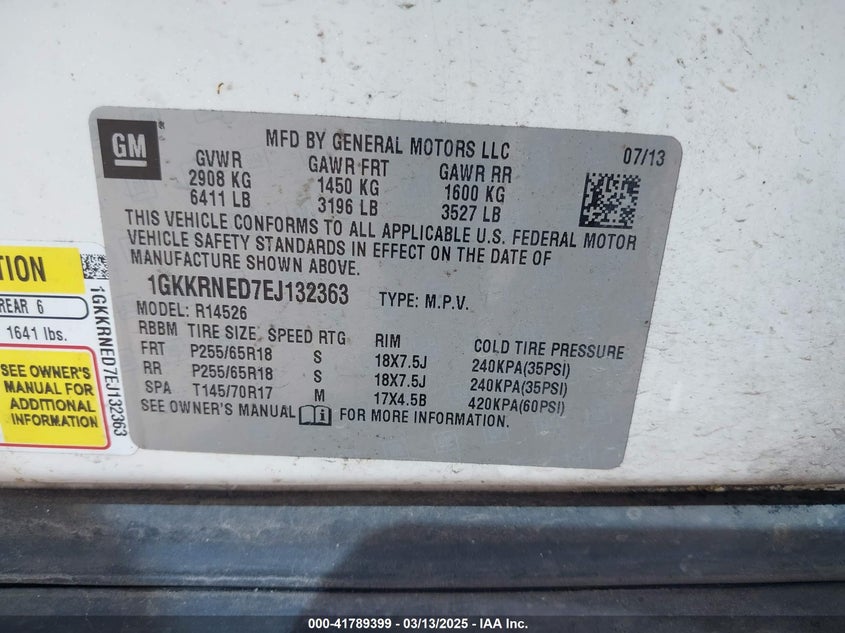 GM
MFD BY GENERAL MOTORS LLC
07/13
GVWR GAWR FRT GAWR RR
2908 KG 1450 KG 1600 KG
6411 LB 3196 LB 3527 LB
THIS VEHICLE CONFORMS TO ALL APPLICABLE U.S. FEDERAL MOTOR
VEHICLE SAFETY STANDARDS IN EFFECT ON THE DATE OF
MANUFACTURE SHOWN ABOVE.
1GKKRNED7EJ132363 TYPE: M.P.V.
MODEL: R14526
RBBM TIRE SIZE SPEED RTG RIM COLD TIRE PRESSURE
FRT P255/65R18 S 18X7.5J 240KPA(35PSI)
RR P255/65R18 S 18X7.5J 240KPA(35PSI)
SPA T145/70R17 M 17X4.5B 420KPA(60PSI)
SEE OWNER'S MANUAL FOR MORE INFORMATION.
REAR 6
1641 lbs.
SEE OWNER'S
MANUAL FOR
ADDITIONAL
INFORMATION
1GKKRNED7EJ132363
000-41789399 / 03/13/2025 / IAA Inc.